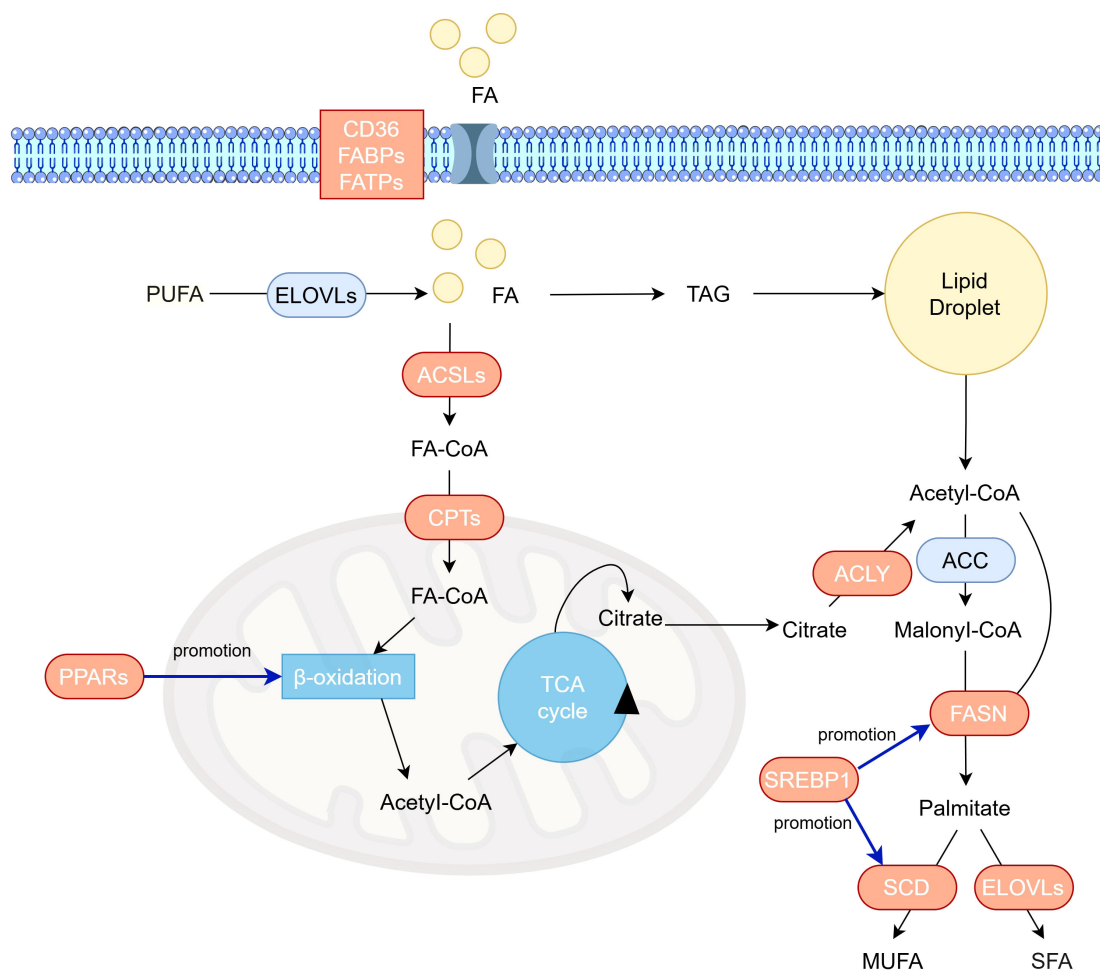 FA
CD36
FABPs
FATPs
PUFA
ELOVLs
FA
TAG
Lipid
Droplet
ACSLs
FA-CoA
Acetyl-CoA
CPTs
ACC
ACLY
FA-CoA
Citrate
Citrate
Malonyl-CoA
promotion
PPARs
β-oxidation
TCA
cycle
FASN
promotion
SREBP1
Acetyl-CoA
Palmitate
promotion
SCD
ELOVLs
MUFA
SFA